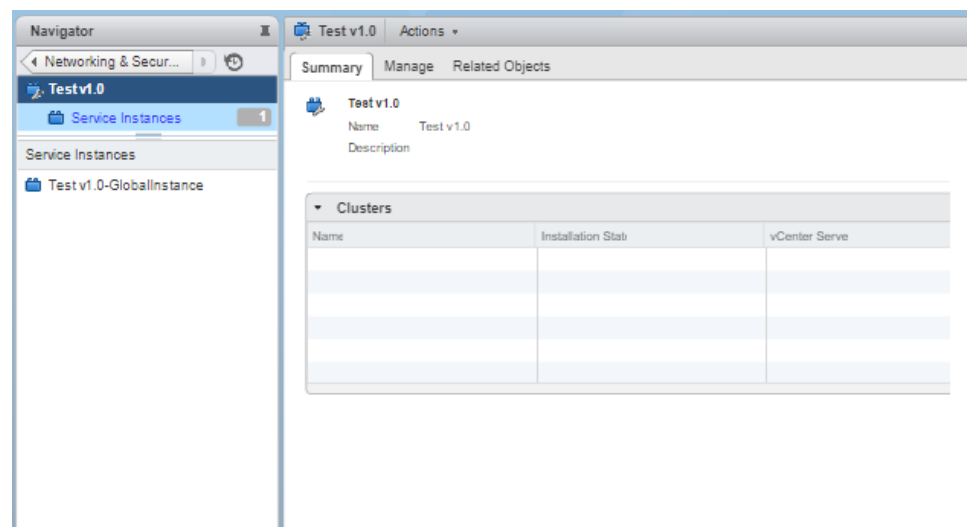 Navigator
Networking & Secur...
Test v1.0
Service Instances 1
Service Instances
Test v1.0-GlobalInstance
Test v1.0 Actions
Summary Manage Related Objects
Test v1.0
Name Test v1.0
Description
Clusters
Name Installation Statu vCenter Serve